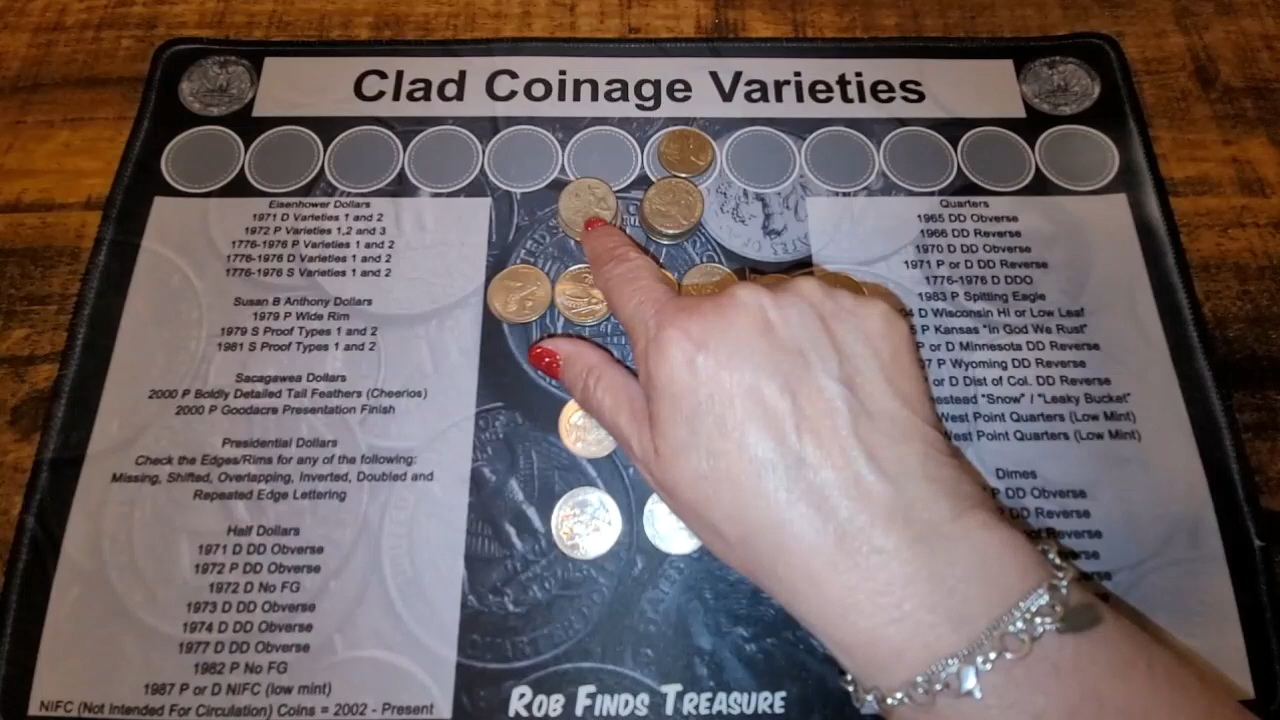 Clad Coinage Varieties
Eisenhower Dollars
1971 D Varieties 1 and 2
1972 P Varieties 1,2 and 3
1776-1976 P Varieties 1 and 2
1776-1976 D Varieties 1 and 2
1776-1976 S Varieties 1 and 2
Susan B Anthony Dollars
1979 P Wide Rim
1979 S Proof Types 1 and 2
1981 S Proof Types 1 and 2
Sacagawea Dollars
2000 P Boldly Detailed Tail Feathers (Cheerios)
2000 P Goodacre Presentation Finish
Presidential Dollars
Check the Edges/Rims for any of the following:
Missing, Shifted, Overlapping, Inverted, Doubled and
Repeated Edge Lettering
Half Dollars
1971 D DD Obverse
1972 P DD Obverse
1972 D No FG
1973 D DD Obverse
1974 D DD Obverse
1977 D DD Obverse
1982 P No FG
1987 P or D NIFC (low mint)
NIFC (Not Intended For Circulation) Coins = 2002 - Present
Quarters
1965 DD Obverse
1966 DD Reverse
1970 D DD Obverse
1971 P or D DD Reverse
1776-1976 D DDO
1983 P Spitting Eagle
D Wisconsin HI or Low Leaf
P Kansas "In God We Rust"
P or D Minnesota DD Reverse
P Wyoming DD Reverse
or D Dist of Col. DD Reverse
"Snow" / "Leaky Bucket"
West Point Quarters (Low Mint)
West Point Quarters (Low Mint)
Dimes
P DD Obverse
DD Reverse
Reverse
ROB FINDS TREASURE